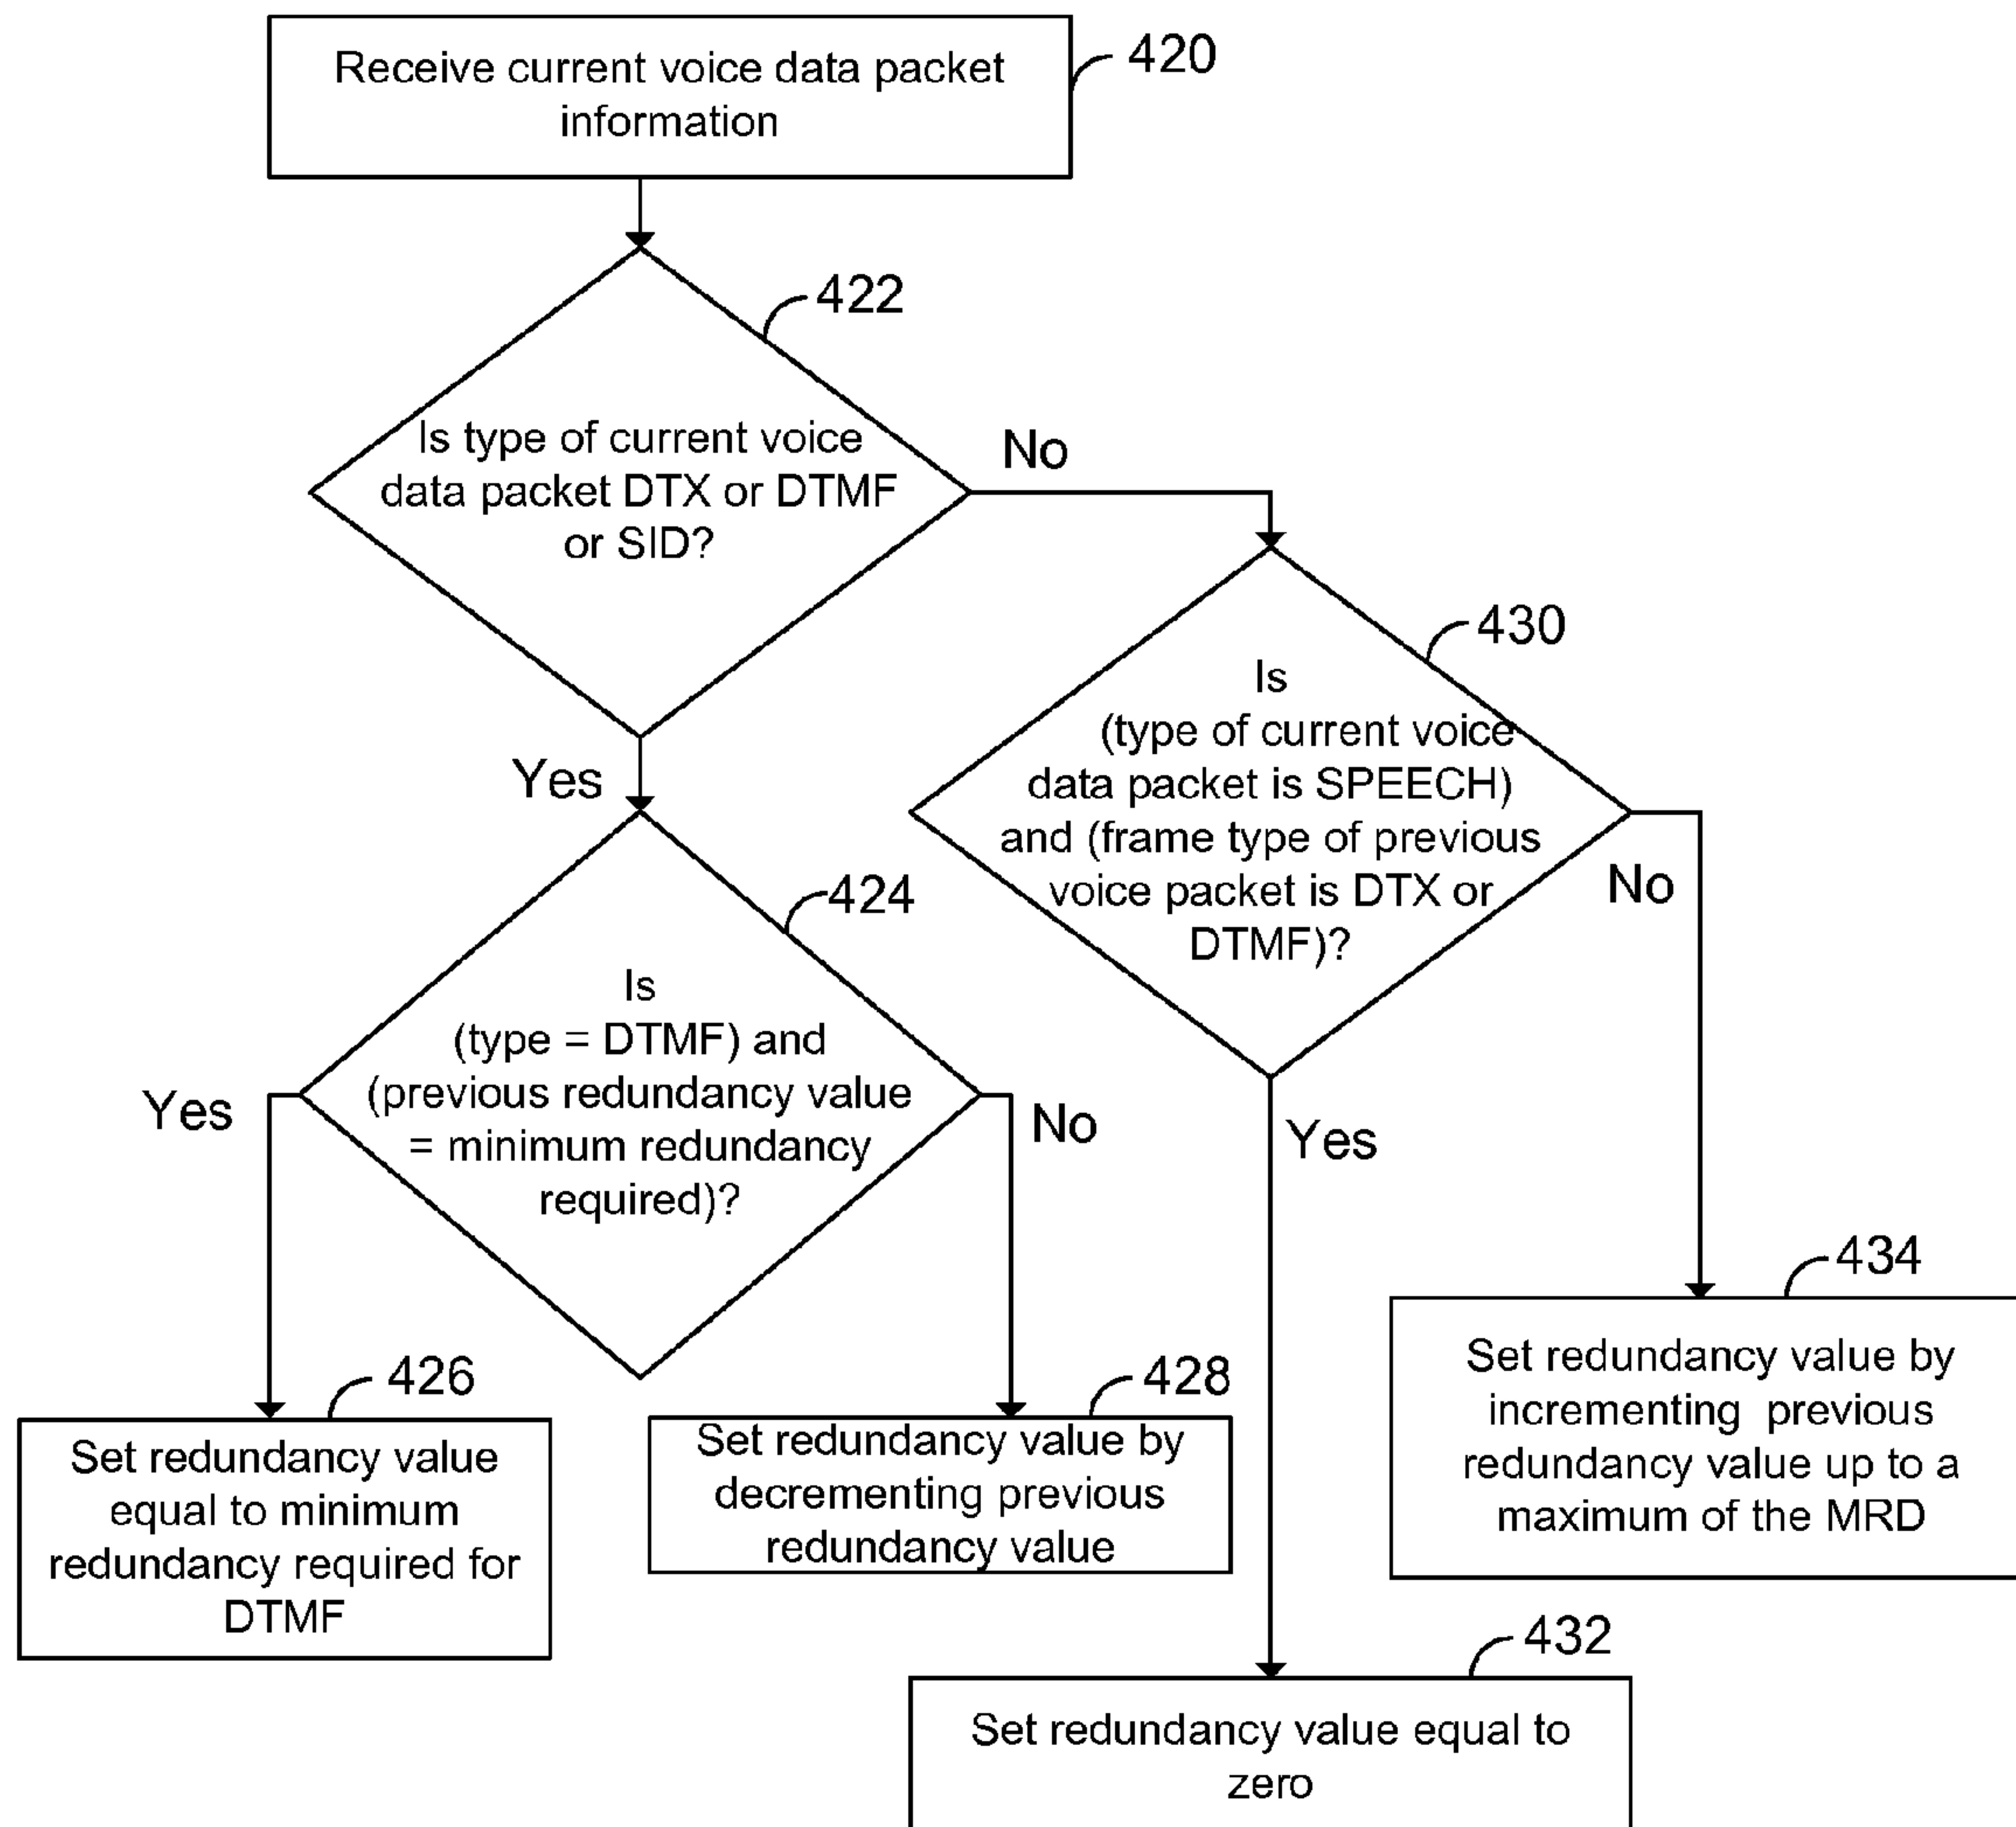 Receive current voice data packet
information
420
422
Is type of current voice
data packet DTX or DTMF
or SID?
No
Yes
430
Is
(type of current voice
data packet is SPEECH)
and (frame type of previous
voice packet is DTX or
DTMF)?
No
Yes
424
Is
(type = DTMF) and
(previous redundancy value
= minimum redundancy
required)?
Yes
No
426
Set redundancy value
equal to minimum
redundancy required for
DTMF
428
Set redundancy value by
decrementing previous
redundancy value
434
Set redundancy value by
incrementing previous
redundancy value up to a
maximum of the MRD
432
Set redundancy value equal to
zero